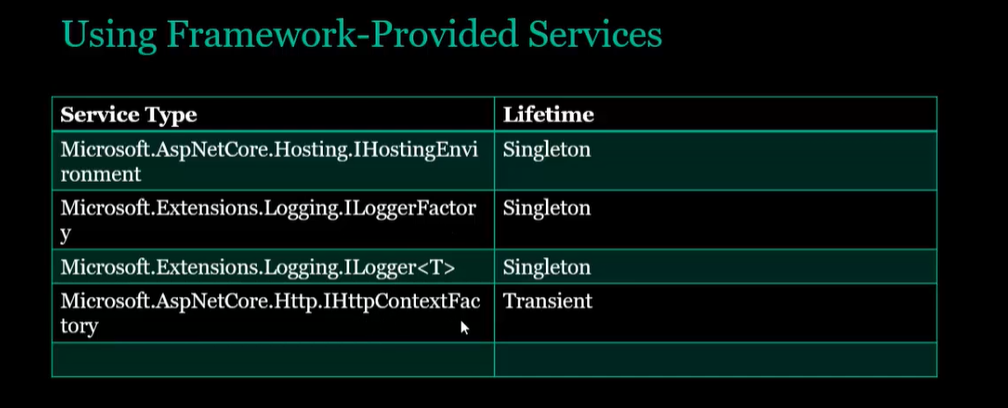 Using Framework-Provided Services
Service Type
Lifetime
Microsoft.AspNetCore.Hosting.IHostingEnvi
ronment
Singleton
Microsoft.Extensions.Logging.ILoggerFactor
y
Singleton
Microsoft.Extensions.Logging.ILogger<T>
Singleton
Microsoft.AspNetCore.Http.IHttpContextFac
tory
Transient